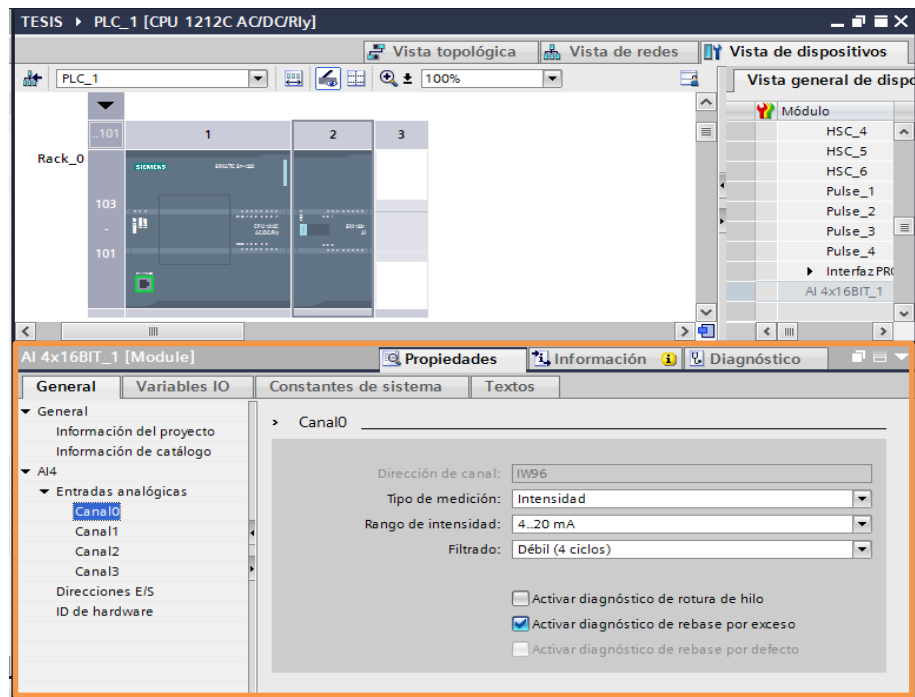 TESIS ▸ PLC_1 [CPU 1212C AC/DC/Rly]
Vista topológica Vista de redes Vista de dispositivos
PLC_1 100% Vista general de dispo
Módulo
..101 1 2 3
HSC_4
HSC_5
Rack_0
SIEMENS
HSC_6
Pulse_1
103
Pulse_2
-
Pulse_3
101
Pulse_4
Interfaz PRO
AI 4x16BIT_1
AI 4x16BIT_1 [Module] Propiedades Información Diagnóstico
General Variables IO Constantes de sistema Textos
General
Información del proyecto
Información de catálogo
AI4
Entradas analógicas
Canal0
Canal1
Canal2
Canal3
Direcciones E/S
ID de hardware
Canal0
Dirección de canal: IW96
Tipo de medición: Intensidad
Rango de intensidad: 4..20 mA
Filtrado: Débil (4 ciclos)
Activar diagnóstico de rotura de hilo
Activar diagnóstico de rebase por exceso
Activar diagnóstico de rebase por defecto